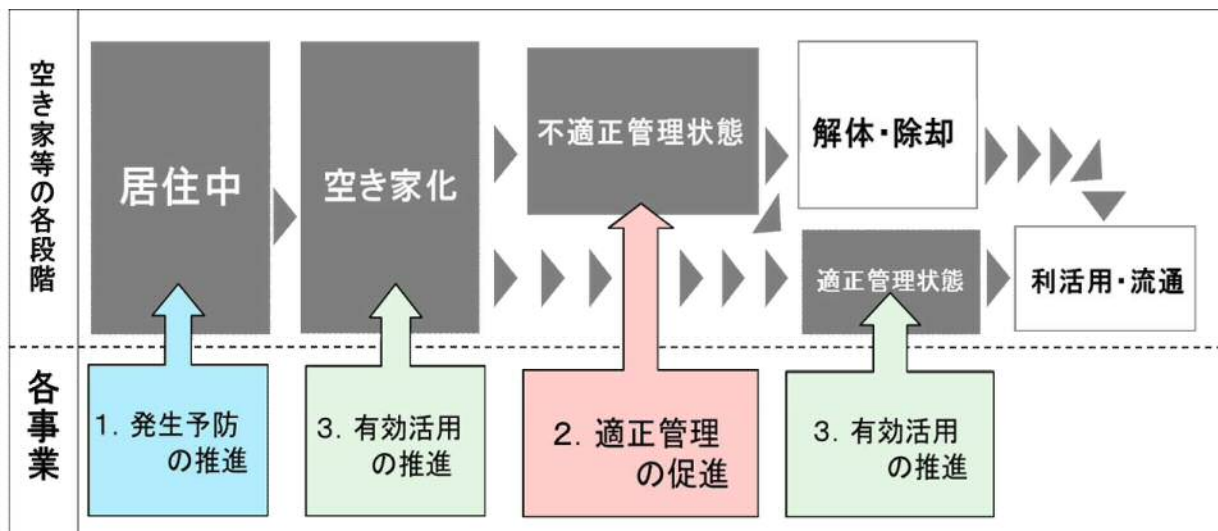 空き家等の各段階
居住中
空き家化
不適正管理状態
解体・除却
適正管理状態
利活用・流通
各事業
1. 発生予防
の推進
3. 有効活用
の推進
2. 適正管理
の促進
3. 有効活用
の推進